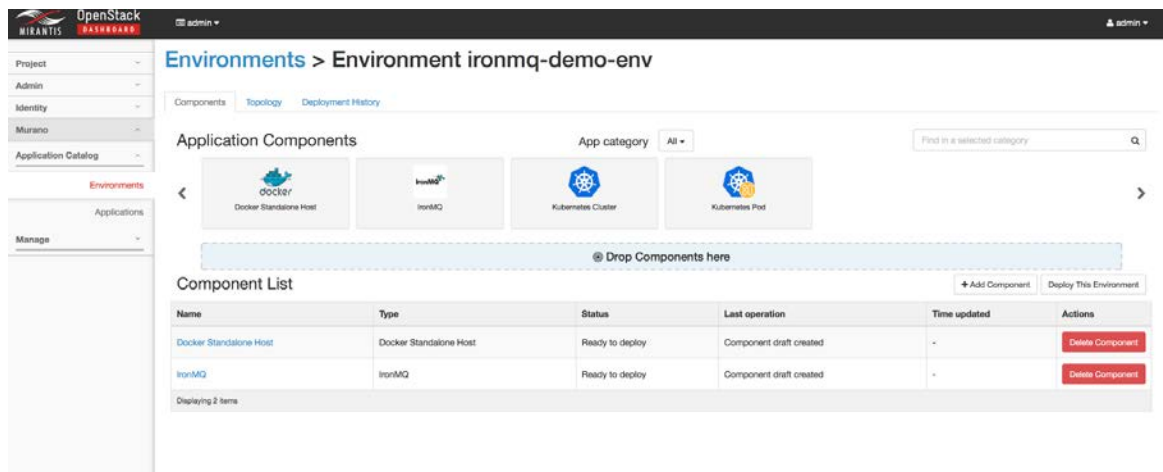 MIRANTIS
OpenStack
DASHBOARD
admin
admin
Project
Admin
Identity
Murano
Application Catalog
Environments
Applications
Manage
Environments > Environment ironmq-demo-env
Components Topology Deployment History
Application Components
App category All
Find in a selected category
docker
IronMQ
Docker Standalone Host
IronMQ
Kubernetes Cluster
Kubernetes Pod
Drop Components here
Component List
+ Add Component Deploy This Environment
Name Type Status Last operation Time updated Actions
Docker Standalone Host Docker Standalone Host Ready to deploy Component draft created - Delete Component
IronMQ IronMQ Ready to deploy Component draft created - Delete Component
Displaying 2 items